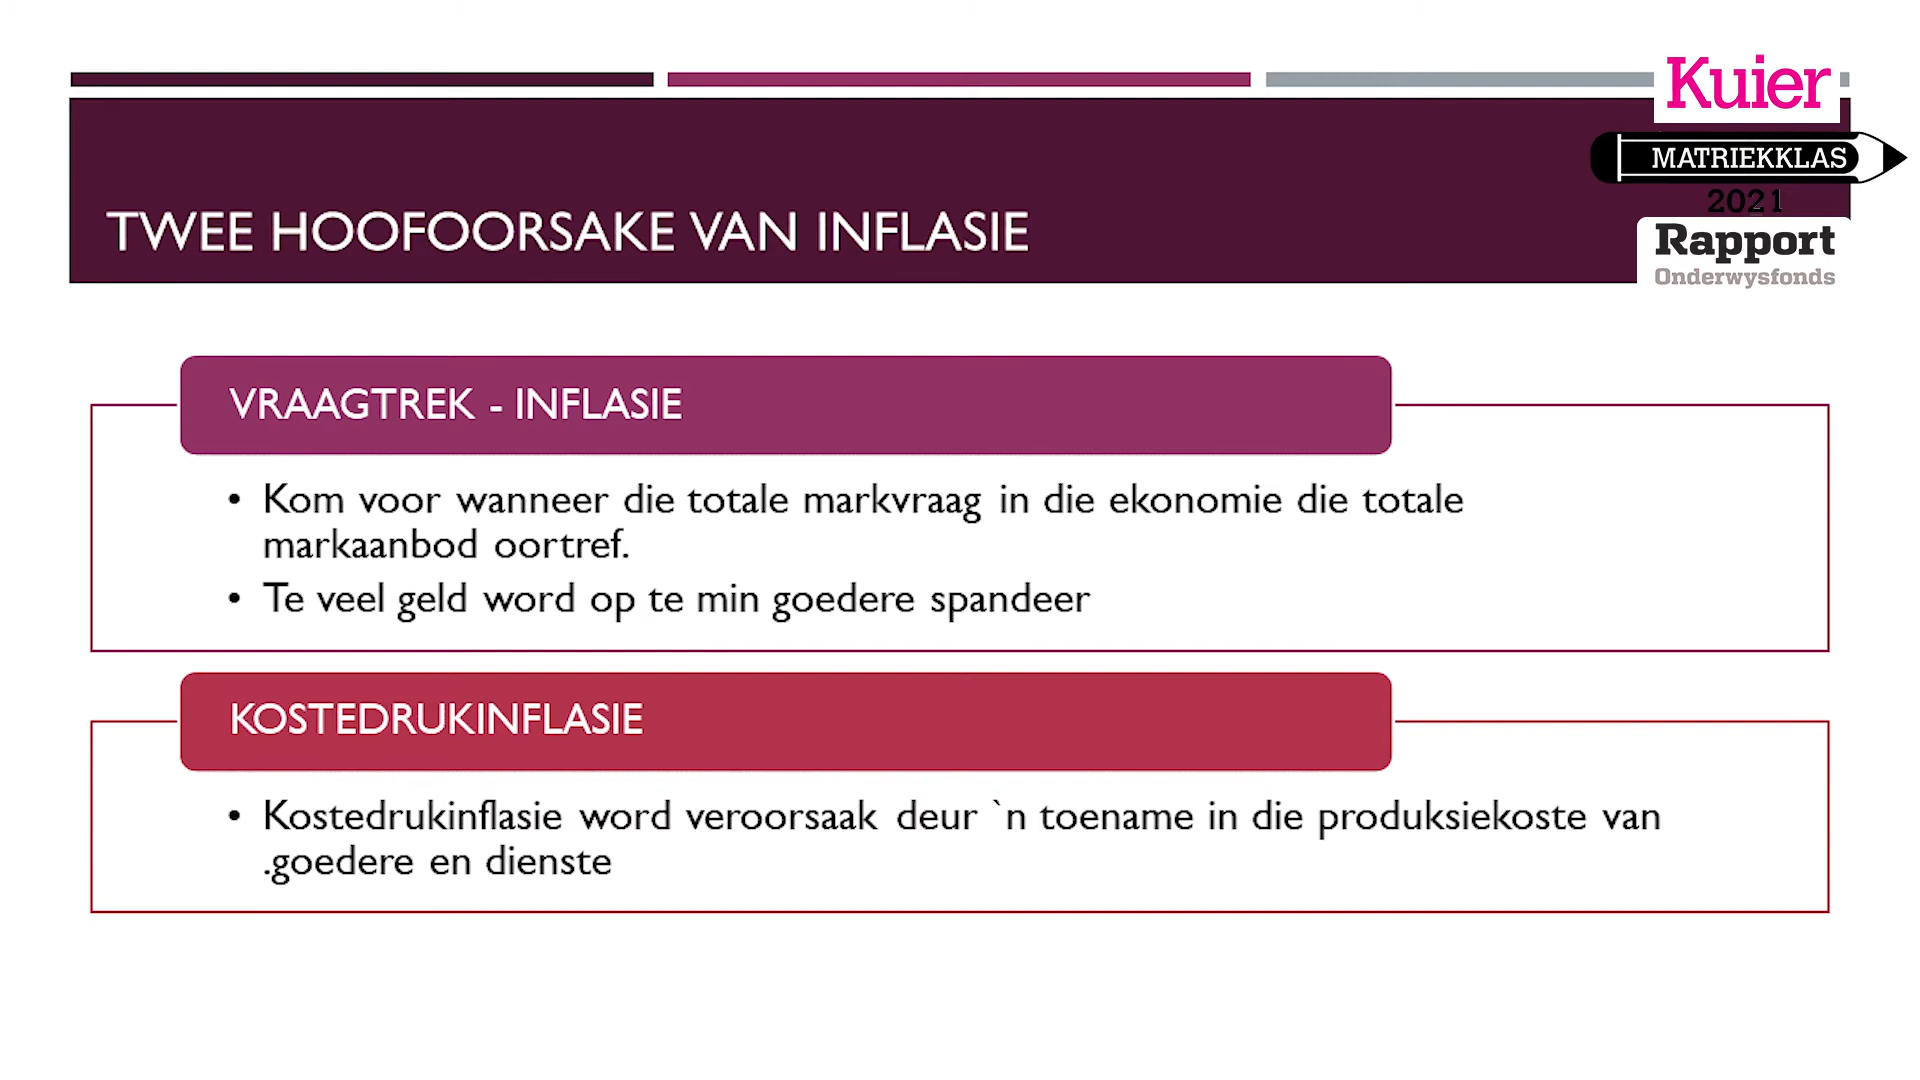 Kuier
MATRIEKKLAS
2021
Rapport
Onderwysfonds
TWEE HOOFOORSAKE VAN INFLASIE
VRAAGTREK - INFLASIE
• Kom voor wanneer die totale markvraag in die ekonomie die totale
markaanbod oortref.
• Te veel geld word op te min goedere spandeer
KOSTEDRUKINFLASIE
• Kostedrukinflasie word veroorsaak deur `n toename in die produksiekoste van
.goedere en dienste